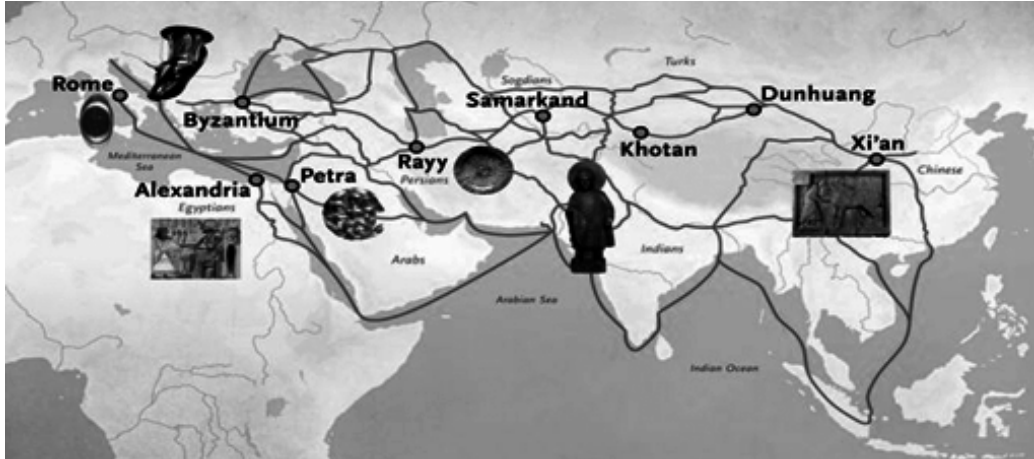 Rome
Byzantium
Mediterranean
Sea
Alexandria
Egyptians
Petra
Rayy
Persians
Arabs
Sogdians
Samarkand
Turks
Khotan
Dunhuang
Xi'an
Chinese
Indians
Arabian Sea
Indian Ocean